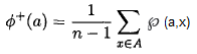 ϕ⁺(a) = 1/(n − 1) ∑_{x∈A} ℘ (a,x)